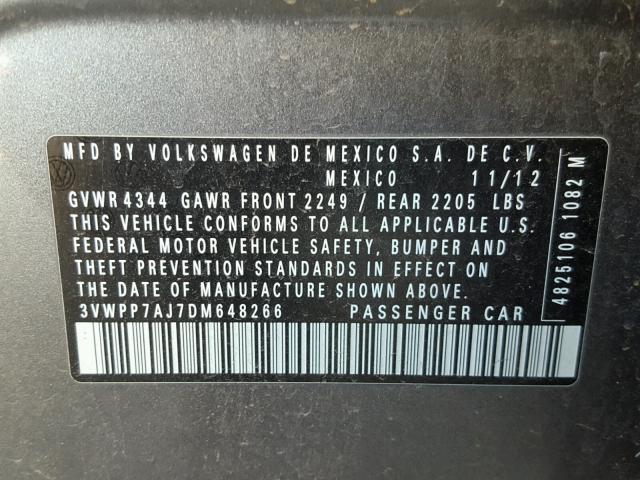 MFD BY VOLKSWAGEN DE MEXICO S.A. DE C.V.
MEXICO 11/12
GVWR 4344 GAWR FRONT 2249 / REAR 2205 LBS
THIS VEHICLE CONFORMS TO ALL APPLICABLE U.S.
FEDERAL MOTOR VEHICLE SAFETY, BUMPER AND
THEFT PREVENTION STANDARDS IN EFFECT ON
THE DATE OF MANUFACTURE SHOWN ABOVE.
3VWPP7AJ7DM648266 PASSENGER CAR
4825106 1082 M